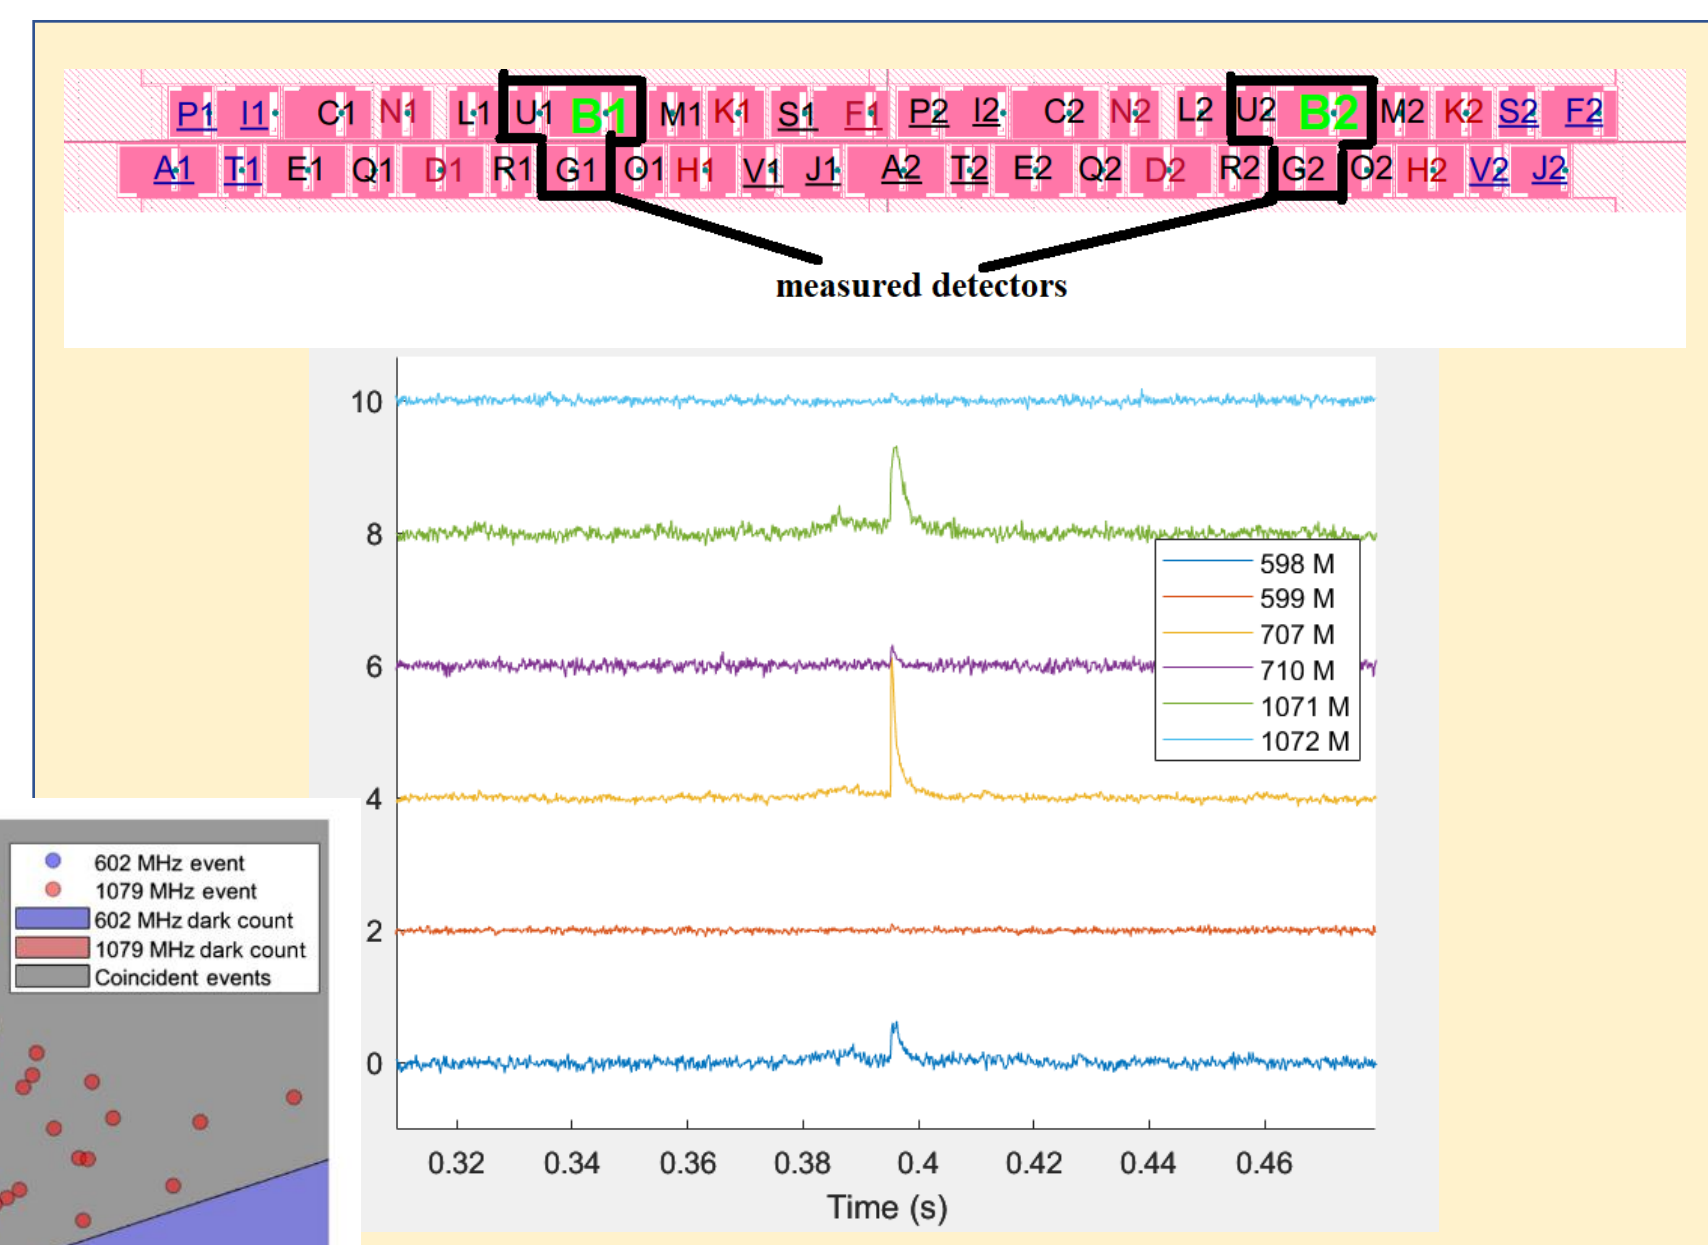 P1 I1 C1 N1 L1 U1 B1 M1 K1 S1 F1 P2 I2 C2 N2 L2 U2 B2 M2 K2 S2 F2
A1 T1 E1 Q1 D1 R1 G1 O1 H1 V1 J1 A2 T2 E2 Q2 D2 R2 G2 O2 H2 V2 J2
measured detectors
10
8
6
4
2
0
598 M
599 M
707 M
710 M
1071 M
1072 M
0.32 0.34 0.36 0.38 0.4 0.42 0.44 0.46
Time (s)
602 MHz event
1079 MHz event
602 MHz dark count
1079 MHz dark count
Coincident events